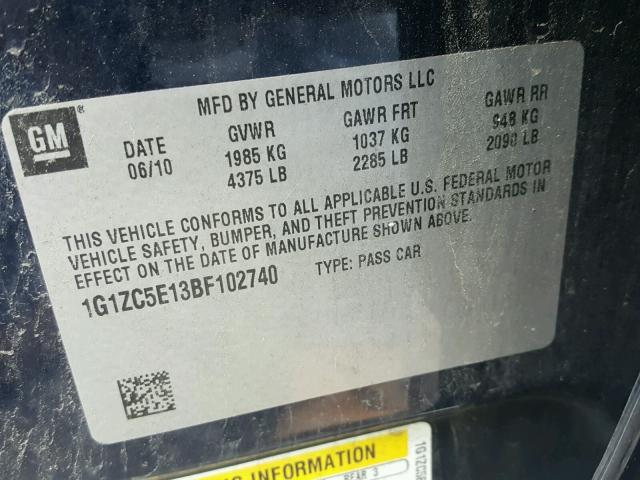 MFD BY GENERAL MOTORS LLC
GM®
DATE GVWR GAWR FRT GAWR RR
06/10 1985 KG 1037 KG 948 KG
4375 LB 2285 LB 2090 LB
THIS VEHICLE CONFORMS TO ALL APPLICABLE U.S. FEDERAL MOTOR
VEHICLE SAFETY, BUMPER, AND THEFT PREVENTION STANDARDS IN
EFFECT ON THE DATE OF MANUFACTURE SHOWN ABOVE.
1G1ZC5E13BF102740 TYPE: PASS CAR
INFORMATION
REAR 3